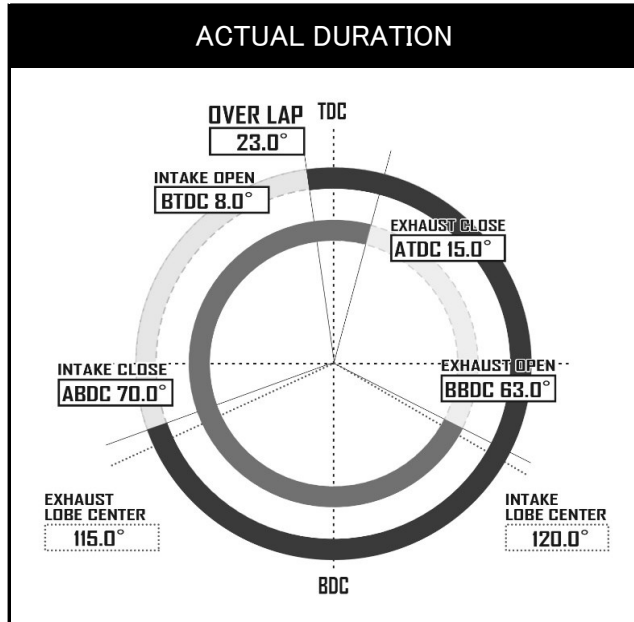 ACTUAL DURATION
OVER LAP
TDC
23.0°
INTAKE OPEN
BTDC 8.0°
EXHAUST CLOSE
ATDC 15.0°
INTAKE CLOSE
ABDC 70.0°
EXHAUST OPEN
BBDC 63.0°
EXHAUST
LOBE CENTER
115.0°
INTAKE
LOBE CENTER
120.0°
BDC